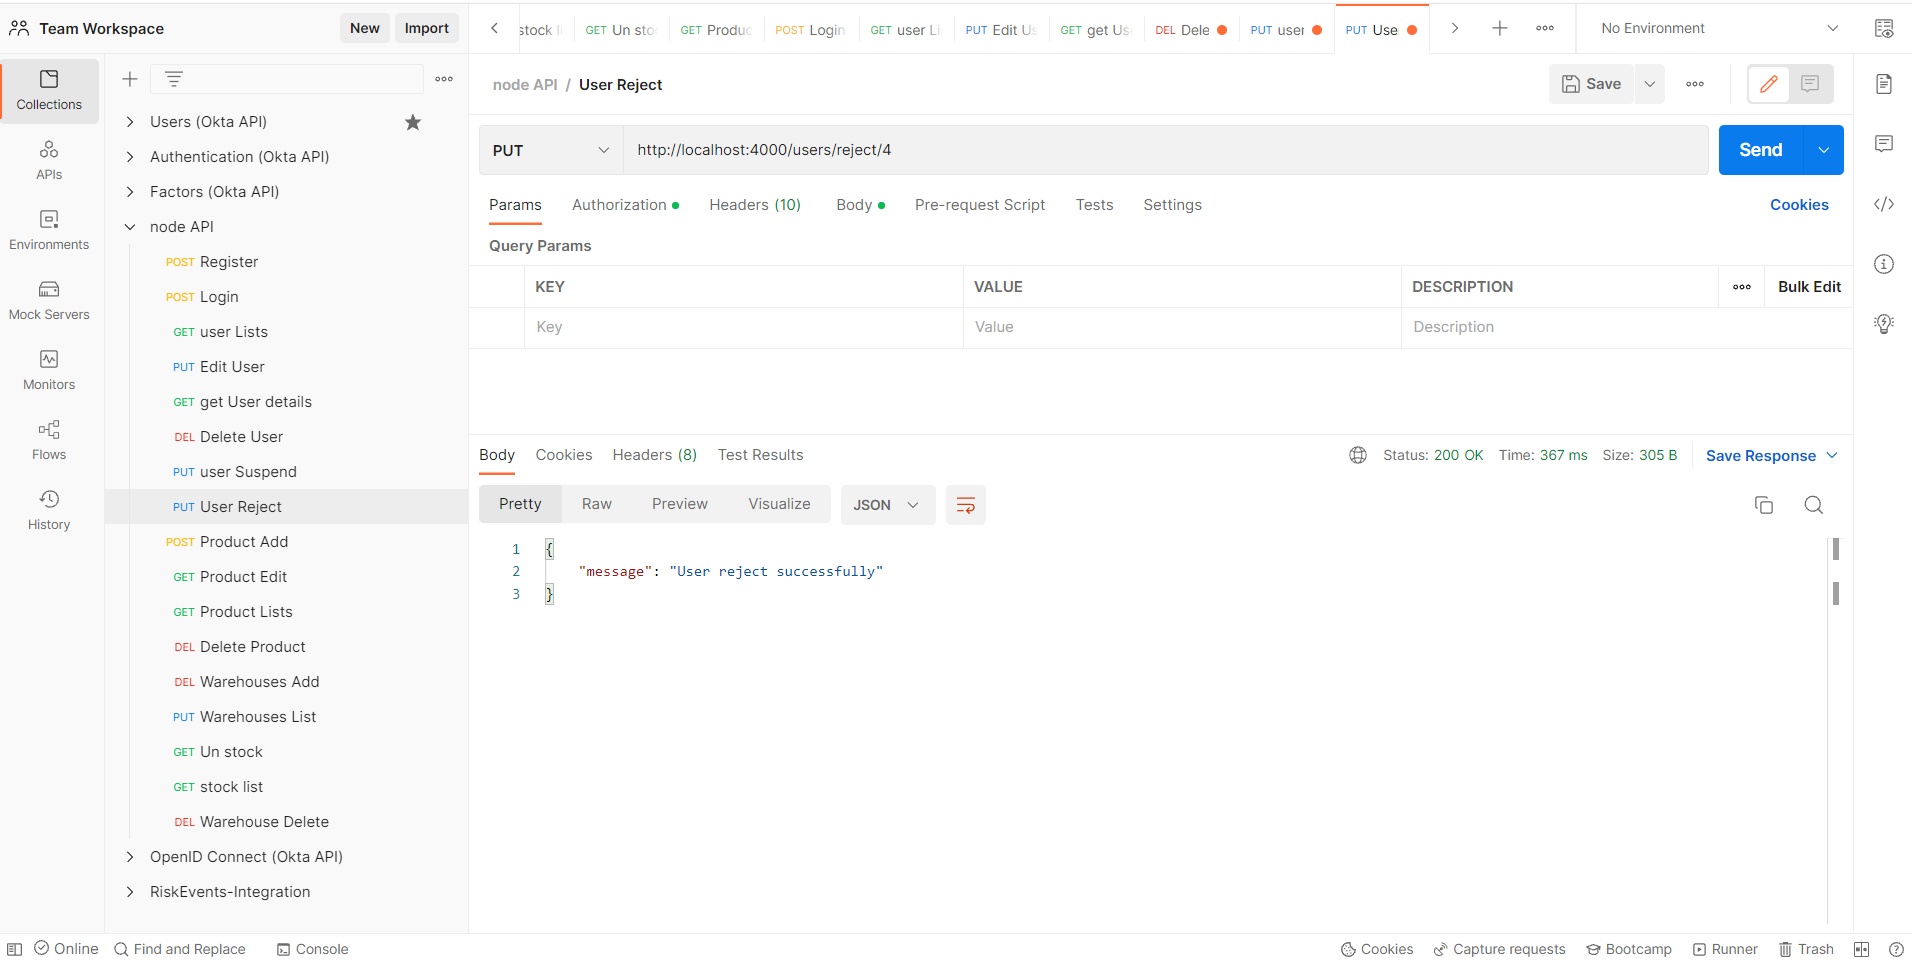 Team Workspace
New
Import
stock li
GET Un sto
GET Produc
POST Login
GET user Li
PUT Edit Us
GET get Us
DEL Dele
PUT user
PUT Use
No Environment
Collections
APIs
Environments
Mock Servers
Monitors
Flows
History
Users (Okta API)
Authentication (Okta API)
Factors (Okta API)
node API
POST Register
POST Login
GET user Lists
PUT Edit User
GET get User details
DEL Delete User
PUT user Suspend
PUT User Reject
POST Product Add
GET Product Edit
GET Product Lists
DEL Delete Product
DEL Warehouses Add
PUT Warehouses List
GET Un stock
GET stock list
DEL Warehouse Delete
OpenID Connect (Okta API)
RiskEvents-Integration
node API / User Reject
Save
PUT
http://localhost:4000/users/reject/4
Send
Params
Authorization
Headers (10)
Body
Pre-request Script
Tests
Settings
Cookies
Query Params
KEY
VALUE
DESCRIPTION
Bulk Edit
Key
Value
Description
Body
Cookies
Headers (8)
Test Results
Status: 200 OK
Time: 367 ms
Size: 305 B
Save Response
Pretty
Raw
Preview
Visualize
JSON
1 {
2 "message": "User reject successfully"
3 }
Online
Find and Replace
Console
Cookies
Capture requests
Bootcamp
Runner
Trash